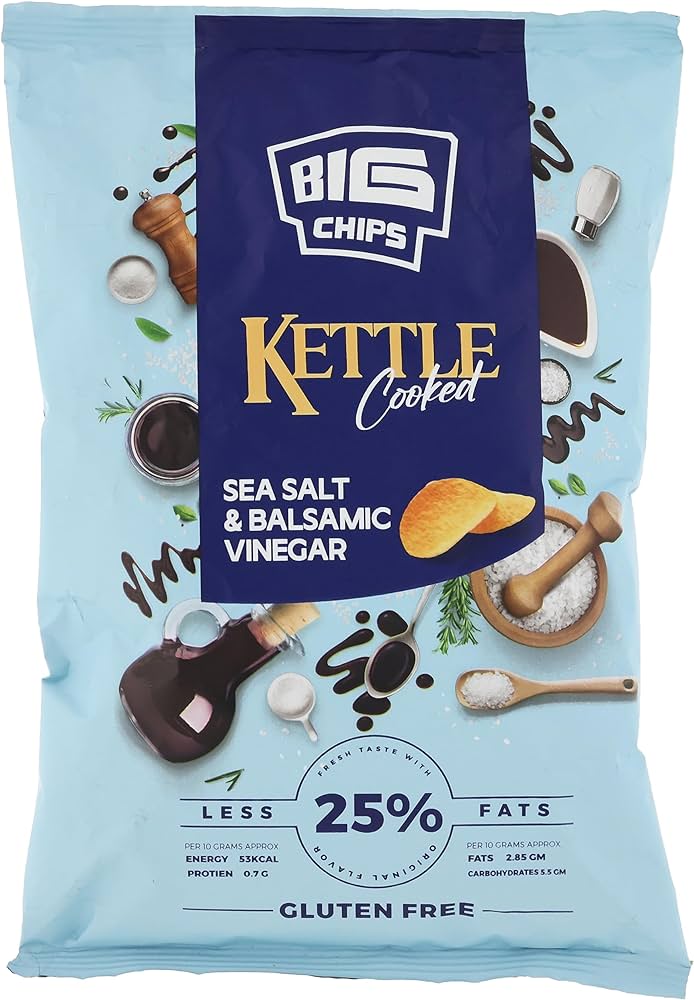 BIG
CHIPS
KETTLE
Cooked
SEA SALT
& BALSAMIC
VINEGAR
FRESH TASTE WITH
LESS 25% FATS
ORIGINAL FLAVOR
PER 10 GRAMS APPROX.
ENERGY 53KCAL
PROTIEN 0.7 G
PER 10 GRAMS APPROX.
FATS 2.85 GM
CARBOHYDRATES 5.5 GM
GLUTEN FREE